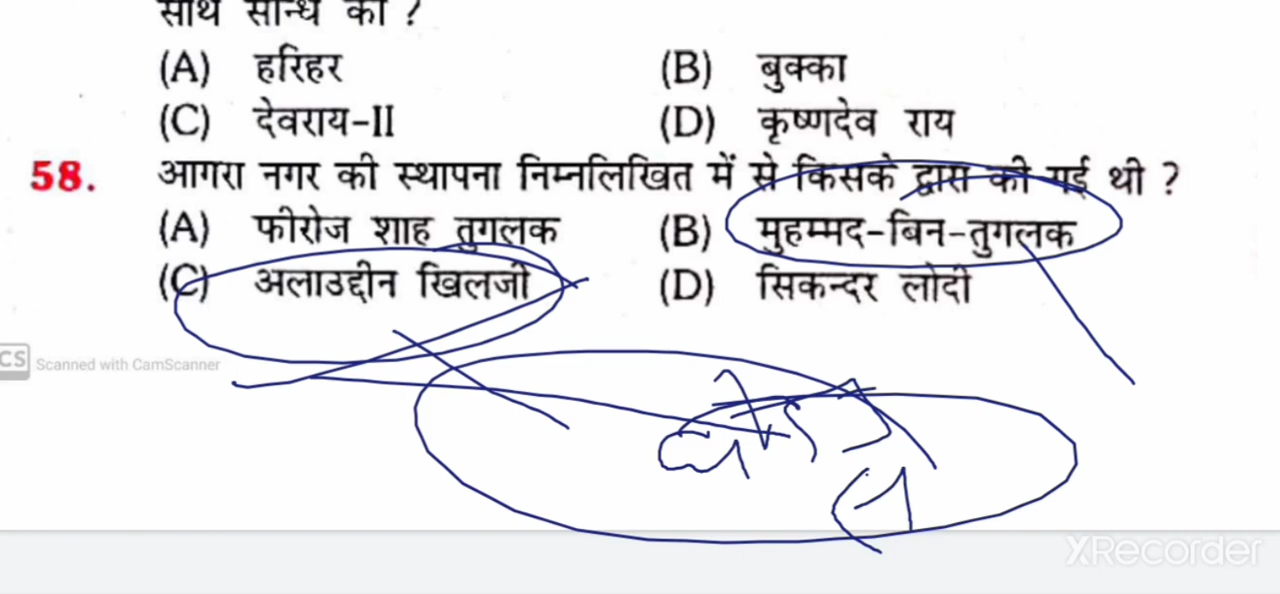 साथ सन्धि की ?
(A) हरिहर (B) बुक्का
(C) देवराय-II (D) कृष्णदेव राय
58. आगरा नगर की स्थापना निम्नलिखित में से किसके द्वारा की गई थी ?
(A) फीरोज शाह तुगलक (B) मुहम्मद-बिन-तुगलक
(C) अलाउद्दीन खिलजी (D) सिकन्दर लोदी
CS Scanned with CamScanner
XRecorder